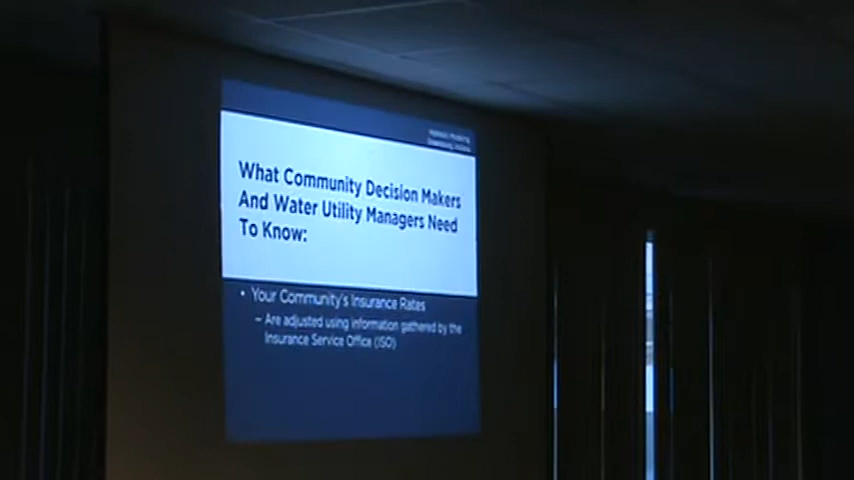 What Community Decision Makers
And Water Utility Managers Need
To Know:
• Your Community's Insurance Rates
– Are adjusted using information gathered by the
Insurance Service Office (ISO)